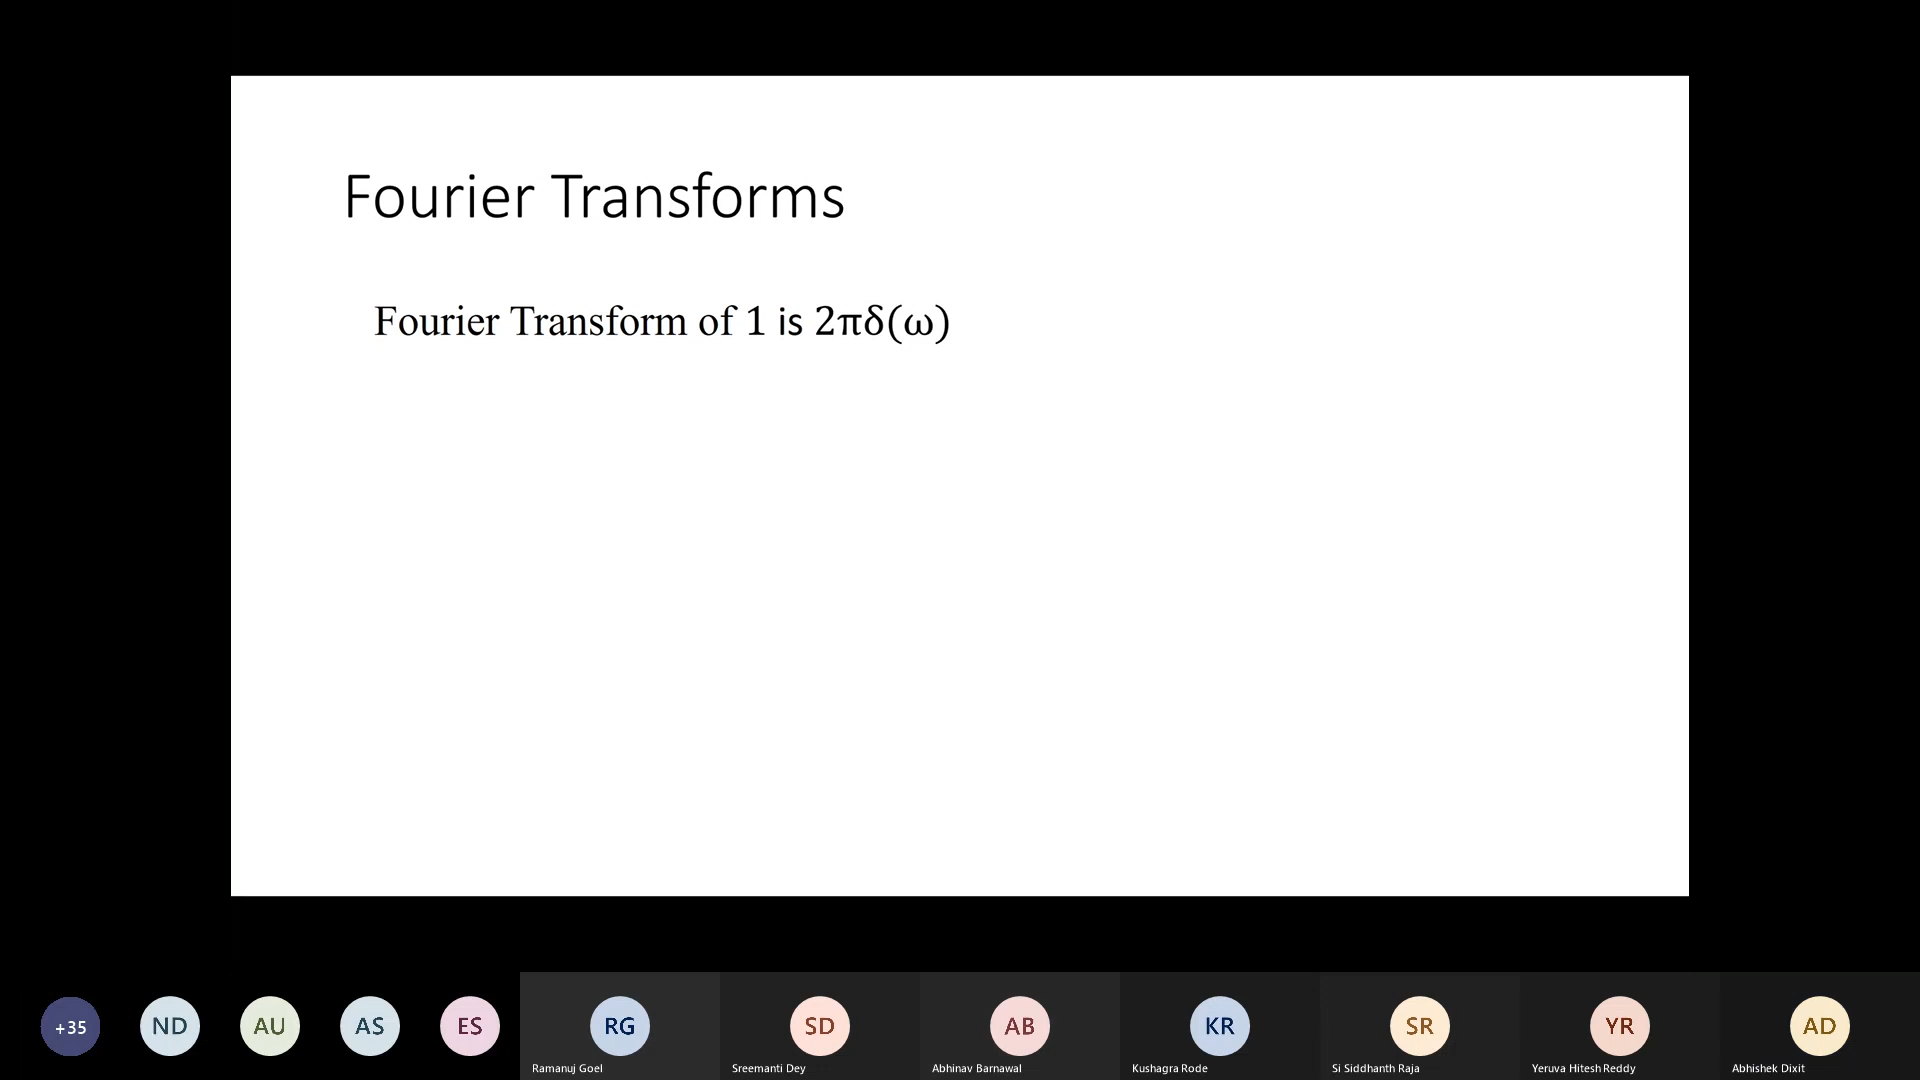 Fourier Transforms
Fourier Transform of 1 is 2πδ(ω)
+35
ND
AU
AS
ES
RG
SD
AB
KR
SR
YR
AD
Ramanuj Goel
Sreemanti Dey
Abhinav Barnawal
Kushagra Rode
Si Siddhanth Raja
Yeruva Hitesh Reddy
Abhishek Dixit